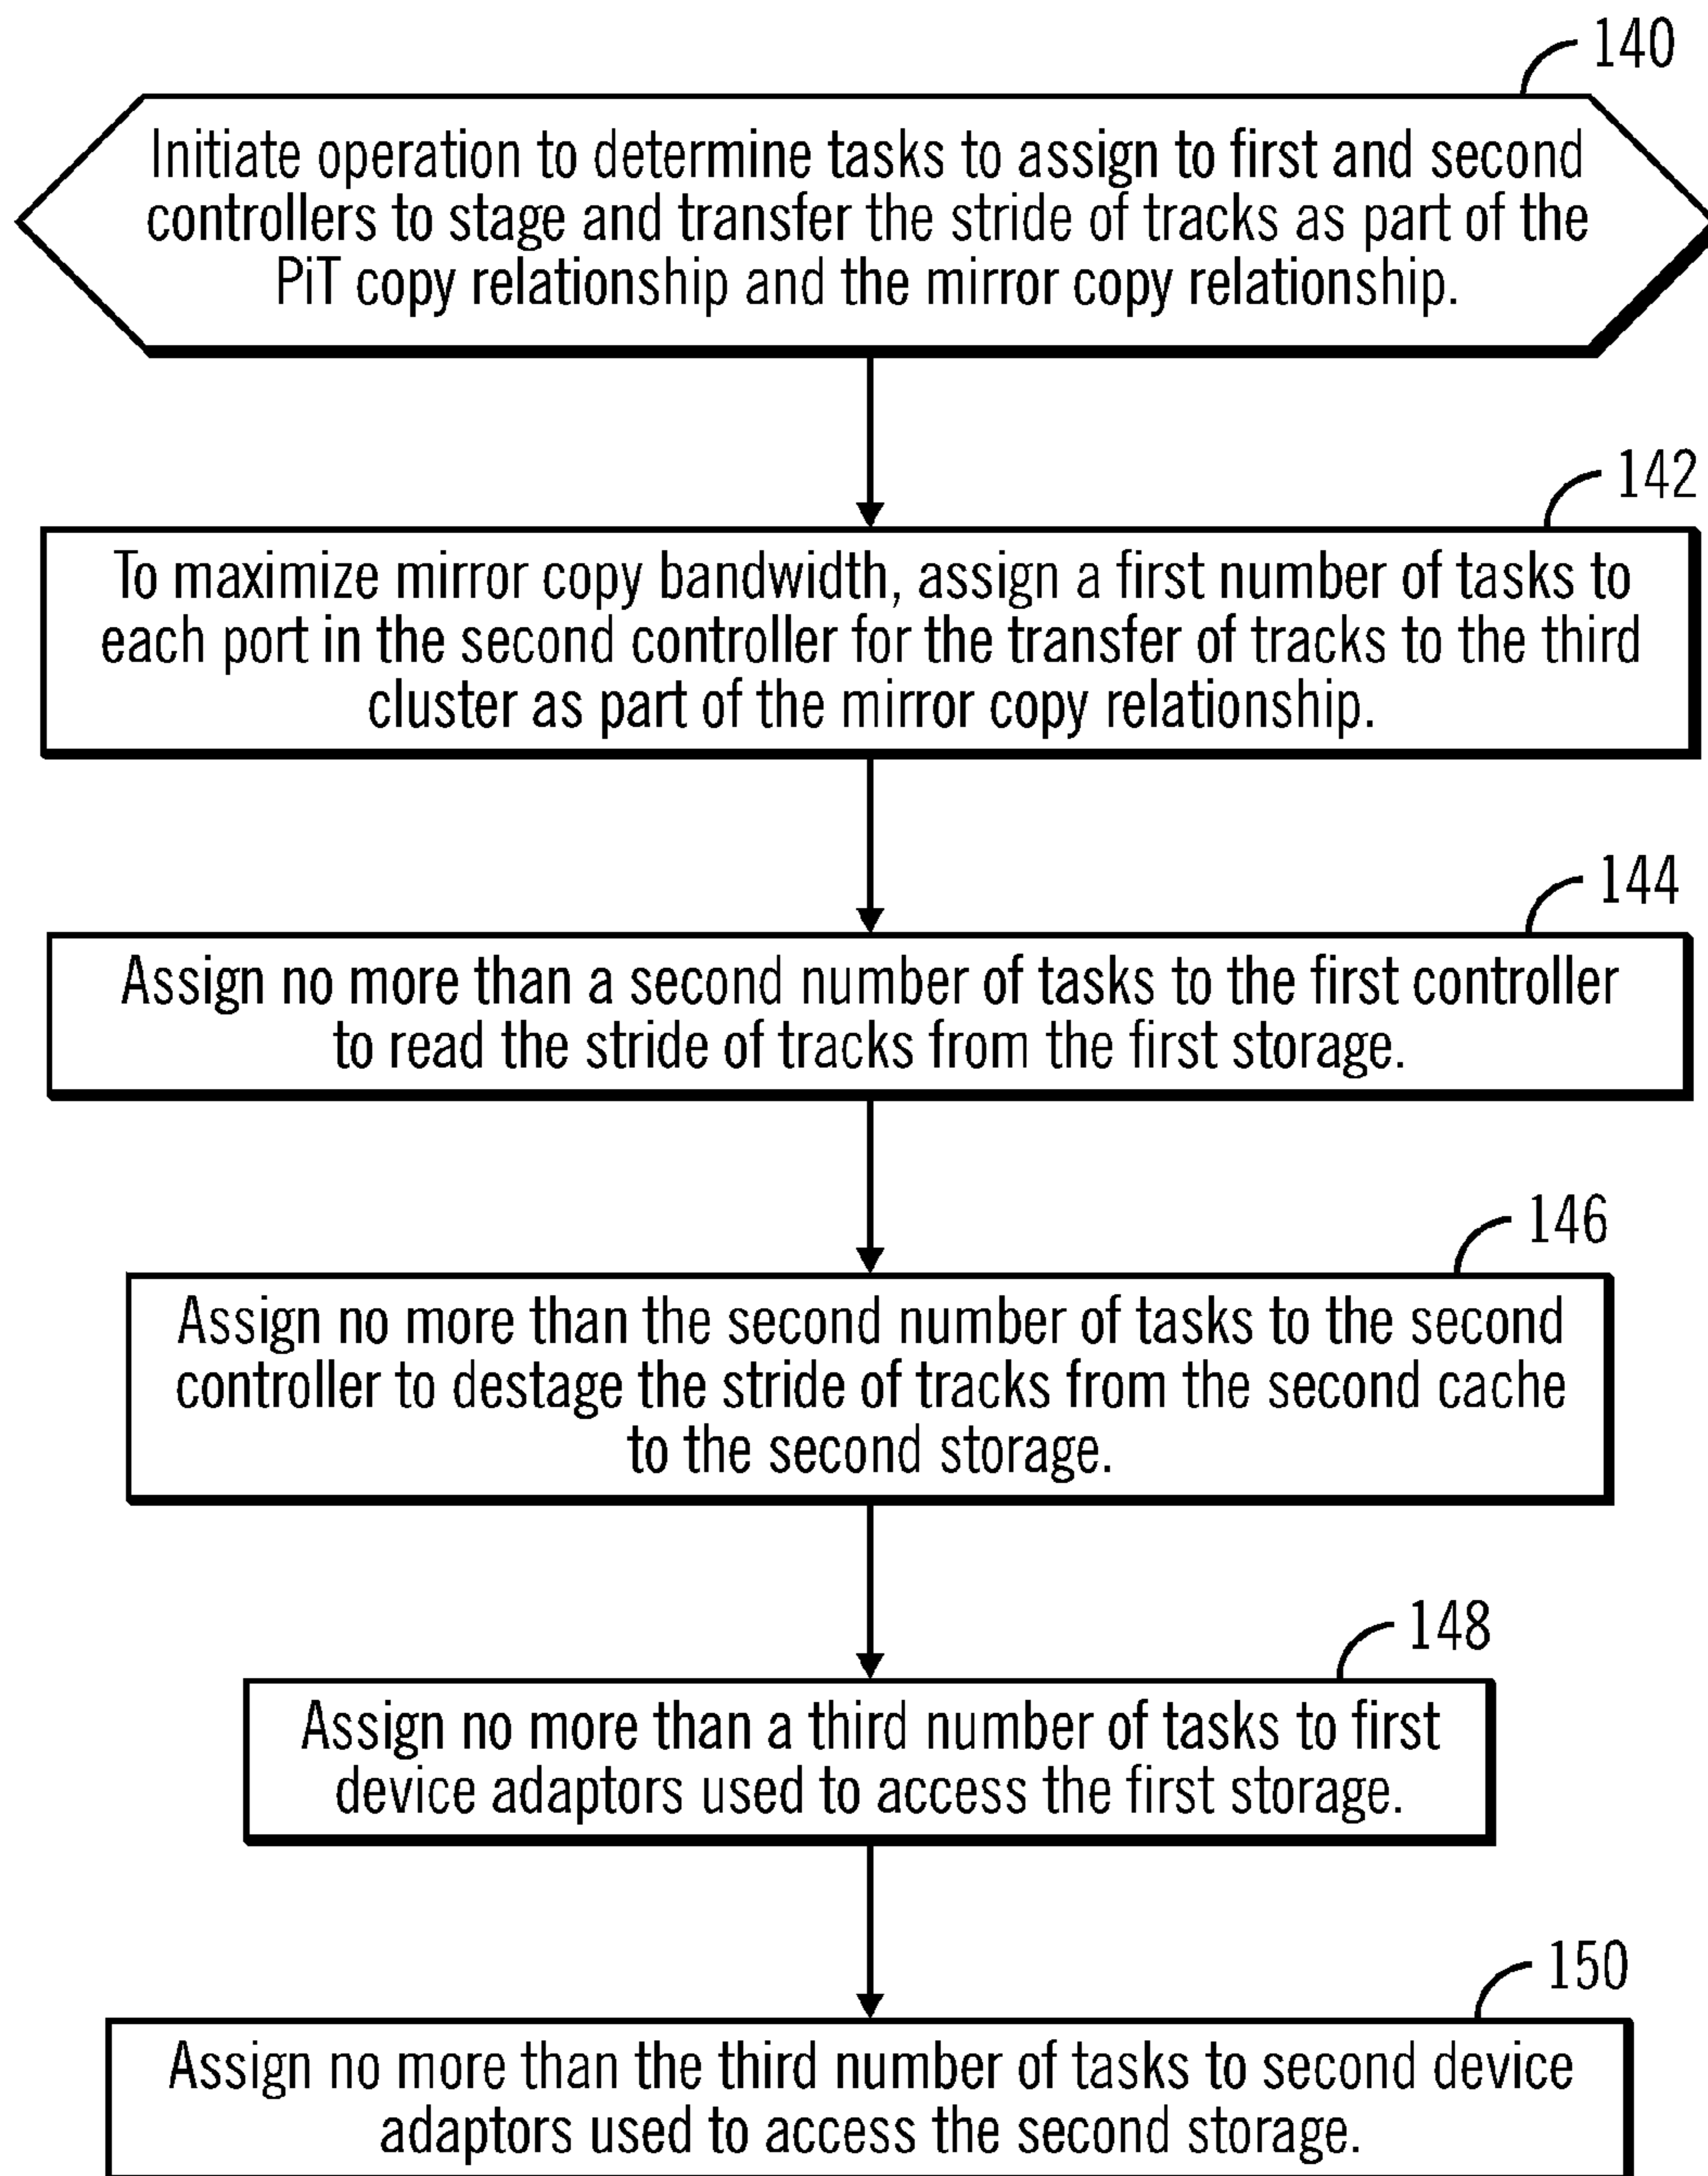 140
Initiate operation to determine tasks to assign to first and second
controllers to stage and transfer the stride of tracks as part of the
PiT copy relationship and the mirror copy relationship.
142
To maximize mirror copy bandwidth, assign a first number of tasks to
each port in the second controller for the transfer of tracks to the third
cluster as part of the mirror copy relationship.
144
Assign no more than a second number of tasks to the first controller
to read the stride of tracks from the first storage.
146
Assign no more than the second number of tasks to the second
controller to destage the stride of tracks from the second cache
to the second storage.
148
Assign no more than a third number of tasks to first
device adaptors used to access the first storage.
150
Assign no more than the third number of tasks to second device
adaptors used to access the second storage.